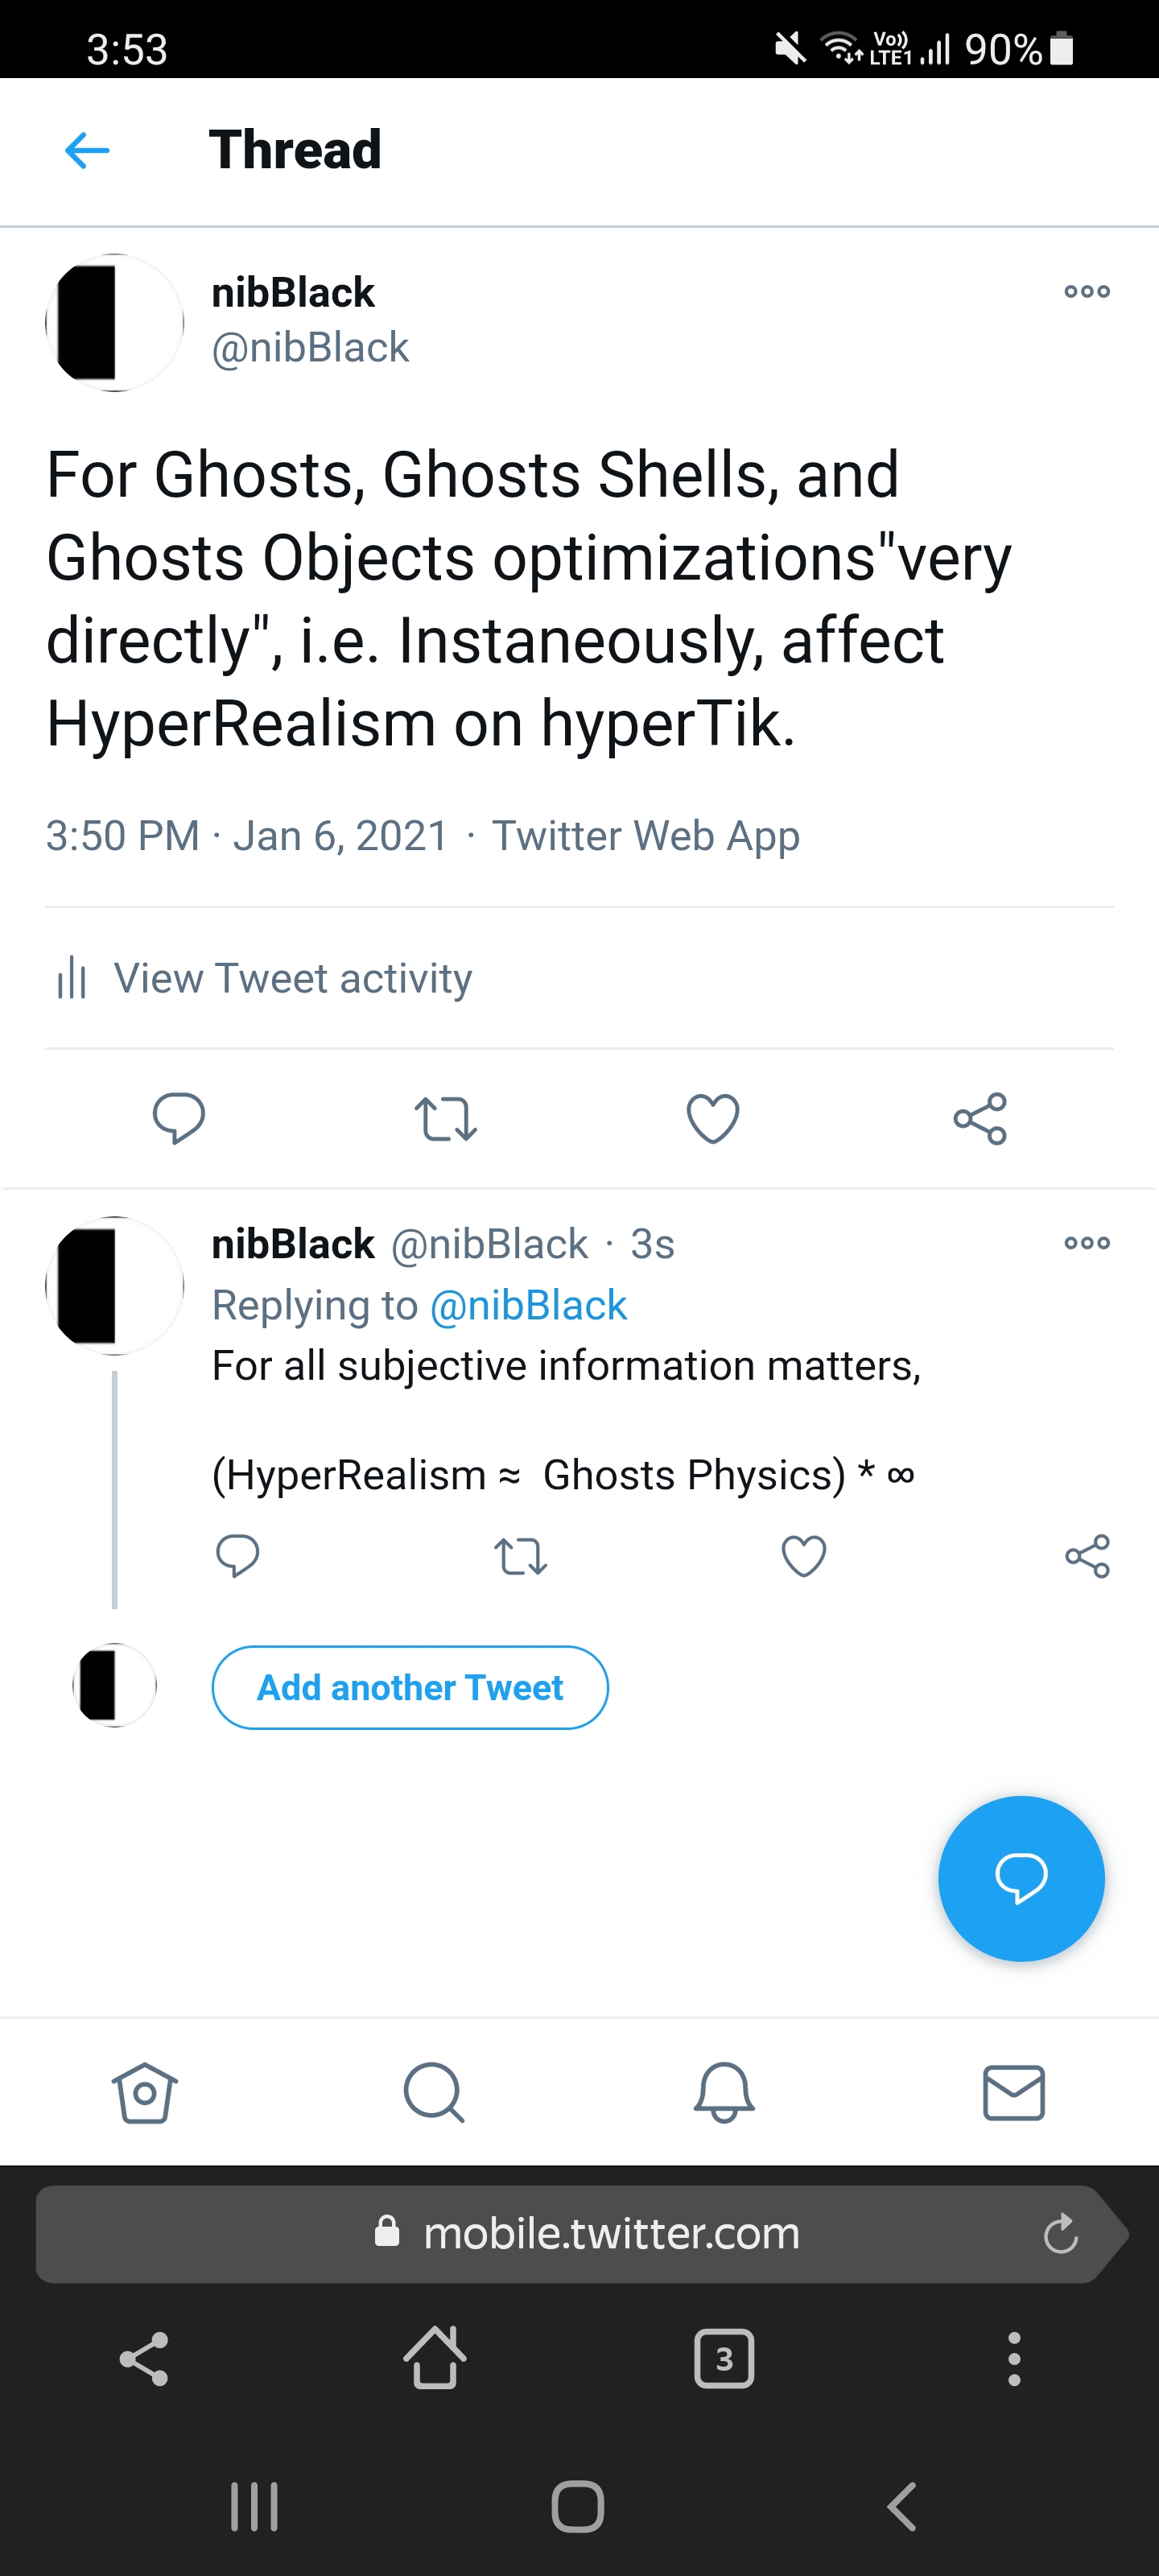 3:53
Vo)) LTE1 90%
Thread
nibBlack
@nibBlack
For Ghosts, Ghosts Shells, and
Ghosts Objects optimizations"very
directly", i.e. Instaneously, affect
HyperRealism on hyperTik.
3:50 PM · Jan 6, 2021 · Twitter Web App
View Tweet activity
nibBlack @nibBlack · 3s
Replying to @nibBlack
For all subjective information matters,
(HyperRealism ≈ Ghosts Physics) * ∞
Add another Tweet
mobile.twitter.com
3